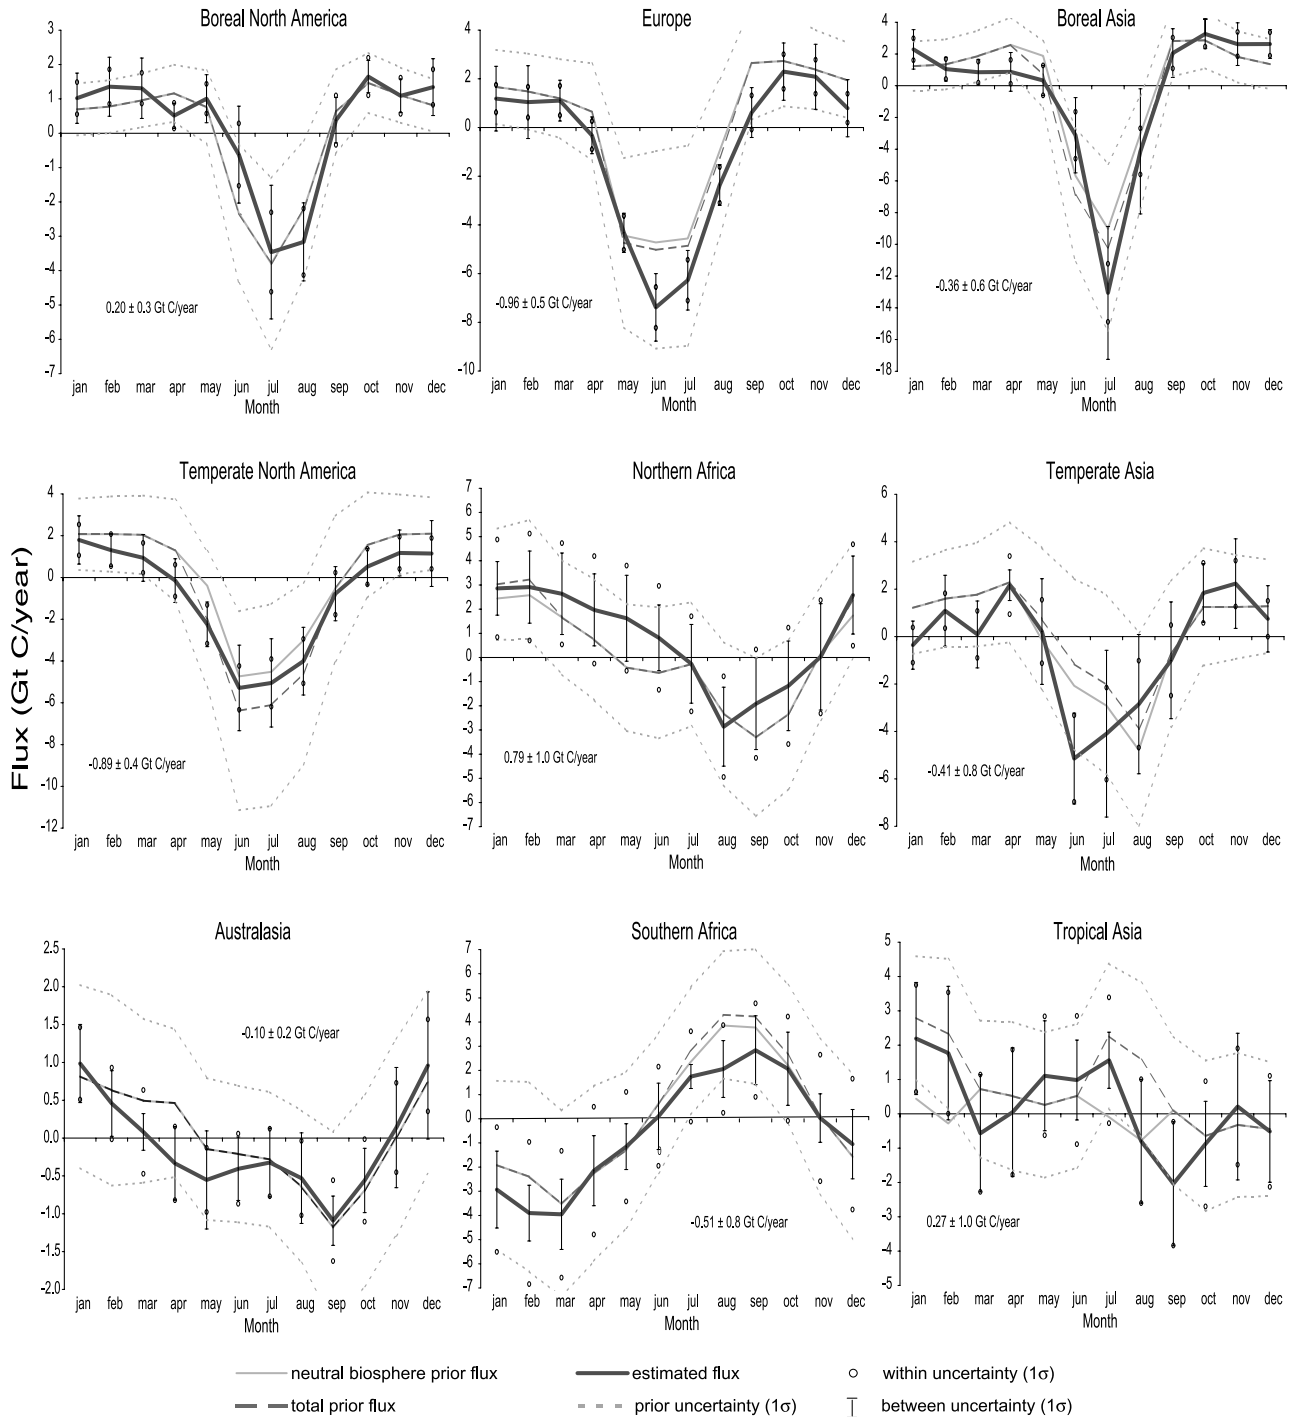 Boreal North America
3
2
1
0
-1
-2
-3
-4
-5
-6
-7
0.20 ± 0.3 Gt C/year
jan feb mar apr may jun jul aug sep oct nov dec
Month
Europe
4
2
0
-2
-4
-6
-8
-10
-0.96 ± 0.5 Gt C/year
jan feb mar apr may jun jul aug sep oct nov dec
Month
Boreal Asia
4
2
0
-2
-4
-6
-8
-10
-12
-14
-16
-18
-0.36 ± 0.6 Gt C/year
jan feb mar apr may jun jul aug sep oct nov dec
Month
Flux (Gt C/year)
Temperate North America
4
2
0
-2
-4
-6
-8
-10
-12
-0.89 ± 0.4 Gt C/year
jan feb mar apr may jun jul aug sep oct nov dec
Month
Northern Africa
7
6
5
4
3
2
1
0
-1
-2
-3
-4
-5
-6
-7
0.79 ± 1.0 Gt C/year
jan feb mar apr may jun jul aug sep oct nov dec
Month
Temperate Asia
6
4
2
0
-2
-4
-6
-8
-0.41 ± 0.8 Gt C/year
jan feb mar apr may jun jul aug sep oct nov dec
Month
Australasia
2.5
2.0
1.5
1.0
0.5
0.0
-0.5
-1.0
-1.5
-2.0
-0.10 ± 0.2 Gt C/year
jan feb mar apr may jun jul aug sep oct nov dec
Month
Southern Africa
7
6
5
4
3
2
1
0
-1
-2
-3
-4
-5
-6
-7
-0.51 ± 0.8 Gt C/year
jan feb mar apr may jun jul aug sep oct nov dec
Month
Tropical Asia
5
4
3
2
1
0
-1
-2
-3
-4
-5
0.27 ± 1.0 Gt C/year
jan feb mar apr may jun jul aug sep oct nov dec
Month
neutral biosphere prior flux
estimated flux
within uncertainty (1σ)
total prior flux
prior uncertainty (1σ)
between uncertainty (1σ)